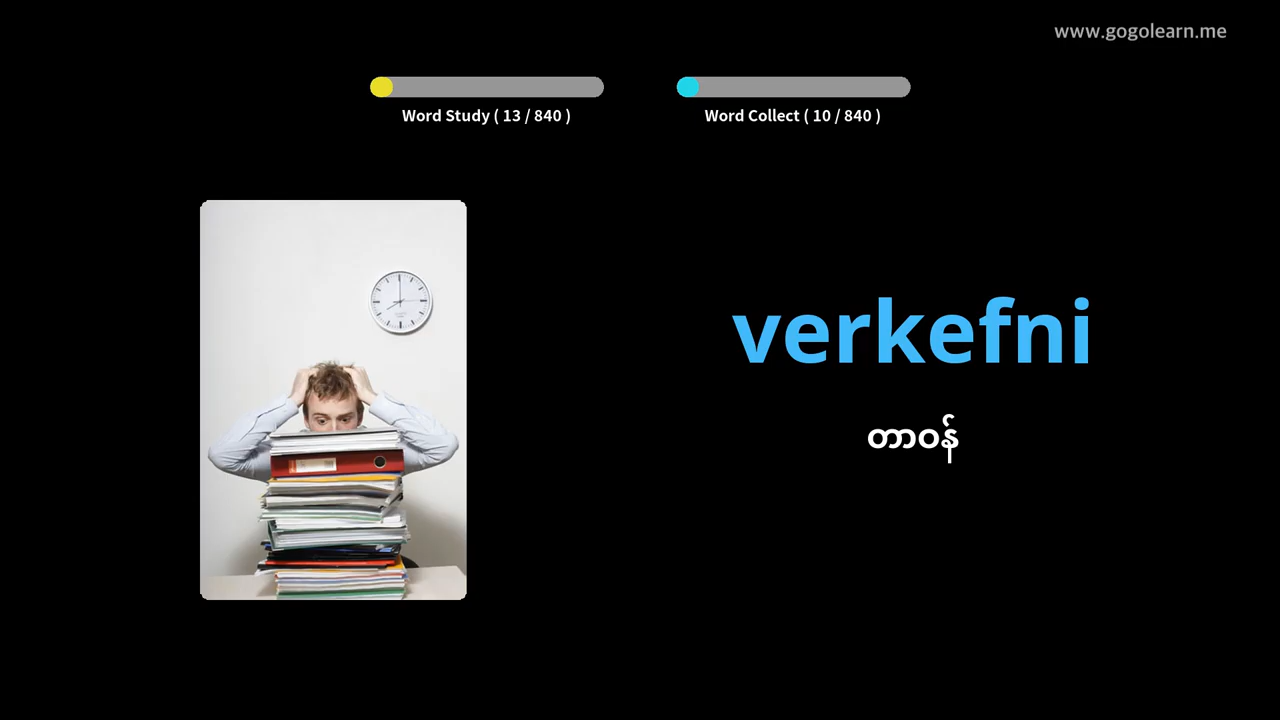 www.gogolearn.me
Word Study ( 13 / 840 )
Word Collect ( 10 / 840 )
verkefni
တာဝန်